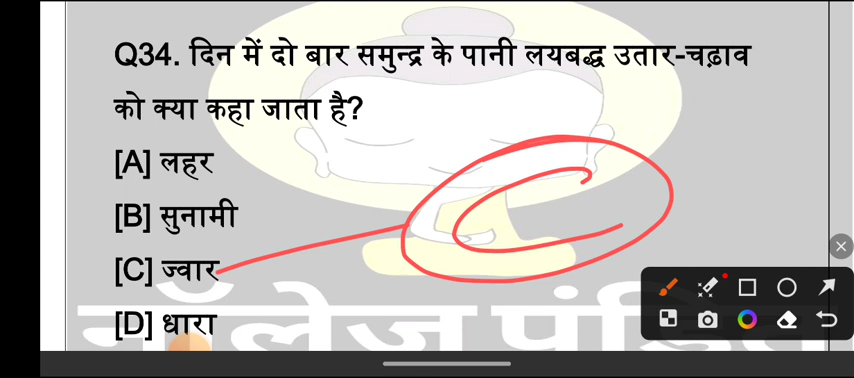 Q34. दिन में दो बार समुन्द्र के पानी लयबद्ध उतार-चढ़ाव
को क्या कहा जाता है?
[A] लहर
[B] सुनामी
[C] ज्वार
[D] धारा
नॉलेज पंडित